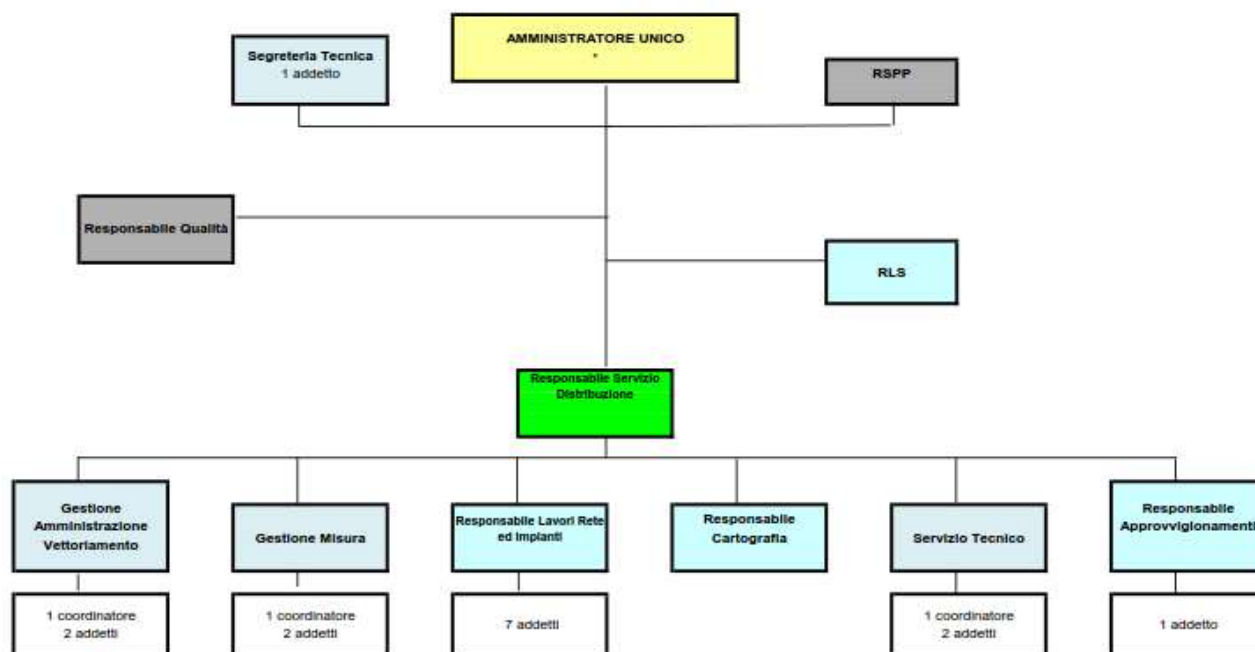 AMMINISTRATORE UNICO
*
Segreteria Tecnica
1 addetto
RSPP
Responsabile Qualità
RLS
Responsabile Servizio
Distribuzione
Gestione
Amministrazione
Vettoriamento
Gestione Misura
Responsabile Lavori Rete
ed Impianti
Responsabile
Cartografia
Servizio Tecnico
Responsabile
Approvvigionamenti
1 coordinatore
2 addetti
1 coordinatore
2 addetti
7 addetti
1 coordinatore
2 addetti
1 addetto